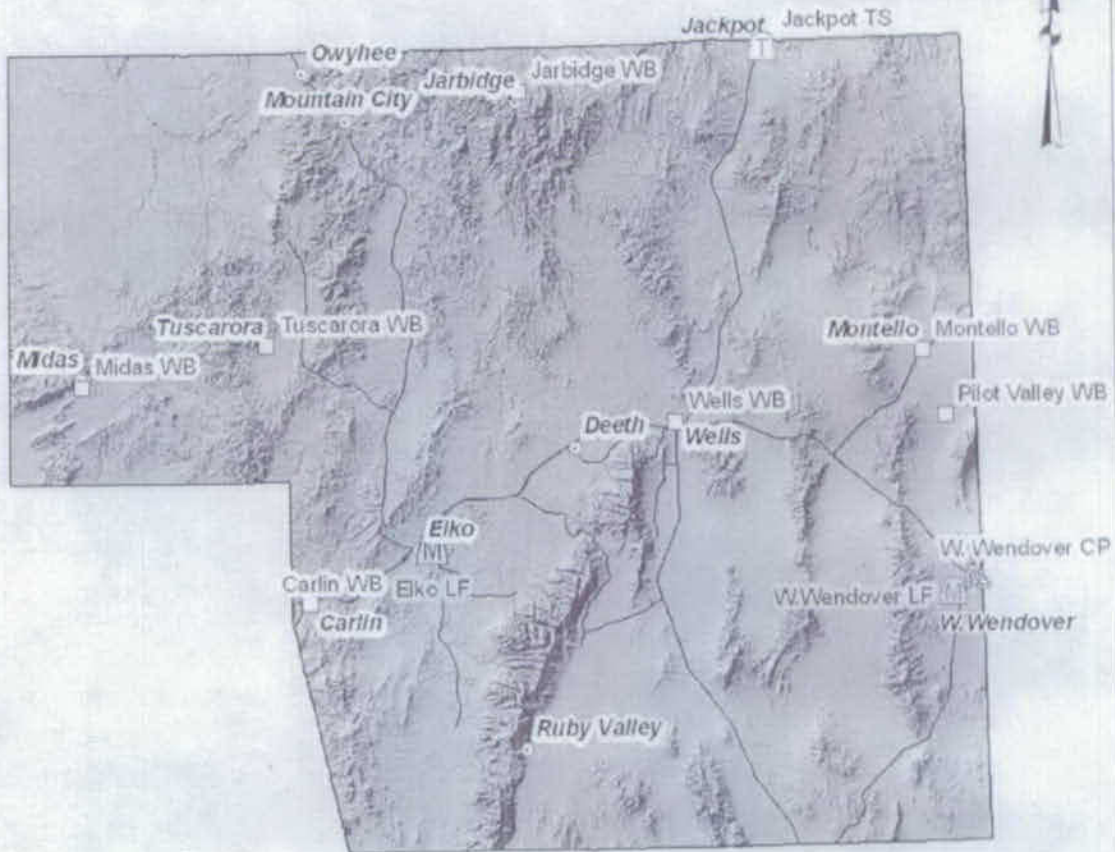 Jackpot Jackpot TS
T
Owyhee
Jarbidge Jarbidge WB
Mountain City
Tuscarora Tuscarora WB
Montello Montello WB
Midas Midas WB
Pilot Valley WB
Wells WB
Deeth Wells
Elko
M
W. Wendover CP
Carlin WB Elko LF
W.Wendover LF M
Carlin
W.Wendover
Ruby Valley